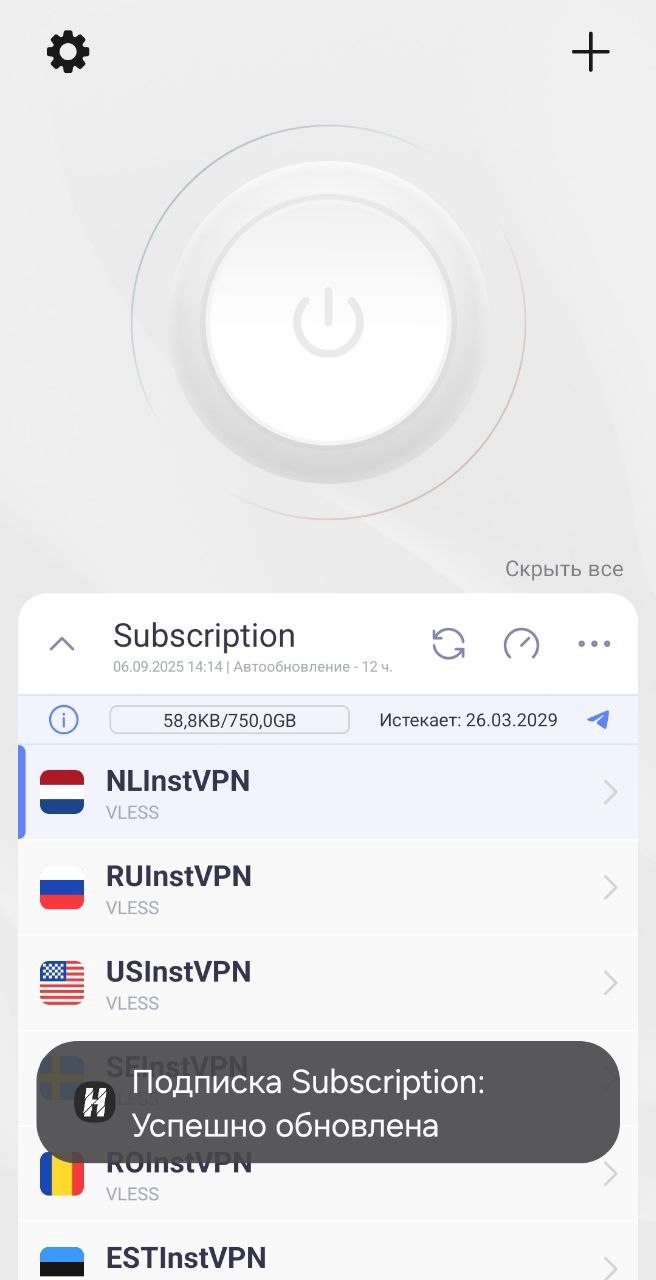 Скрыть все
Subscription
06.09.2025 14:14 | Автообновление - 12 ч.
58,8KB/750,0GB Истекает: 26.03.2029
NLInstVPN
VLESS
RUInstVPN
VLESS
USInstVPN
VLESS
SEInstVPN
VLESS
Подписка Subscription:
Успешно обновлена
ROInstVPN
VLESS
ESTInstVPN